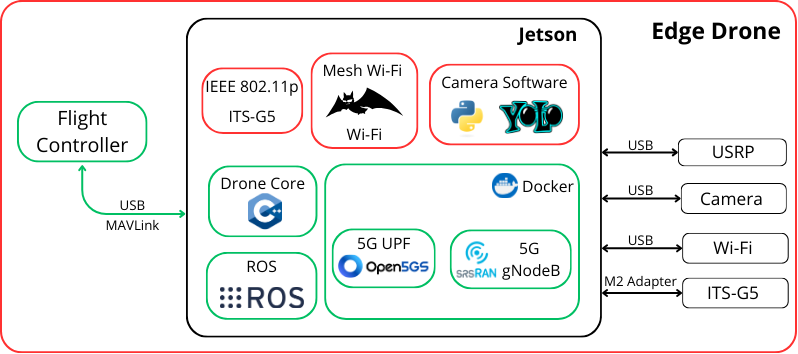 Edge Drone
Jetson
IEEE 802.11p
ITS-G5
Mesh Wi-Fi
Wi-Fi
Camera Software
YOLO
Flight
Controller
USB
MAVLink
Drone Core
C++
ROS
ROS
Docker
5G UPF
Open5GS
5G
gNodeB
SRSRAN
USB
USRP
USB
Camera
USB
Wi-Fi
M2 Adapter
ITS-G5